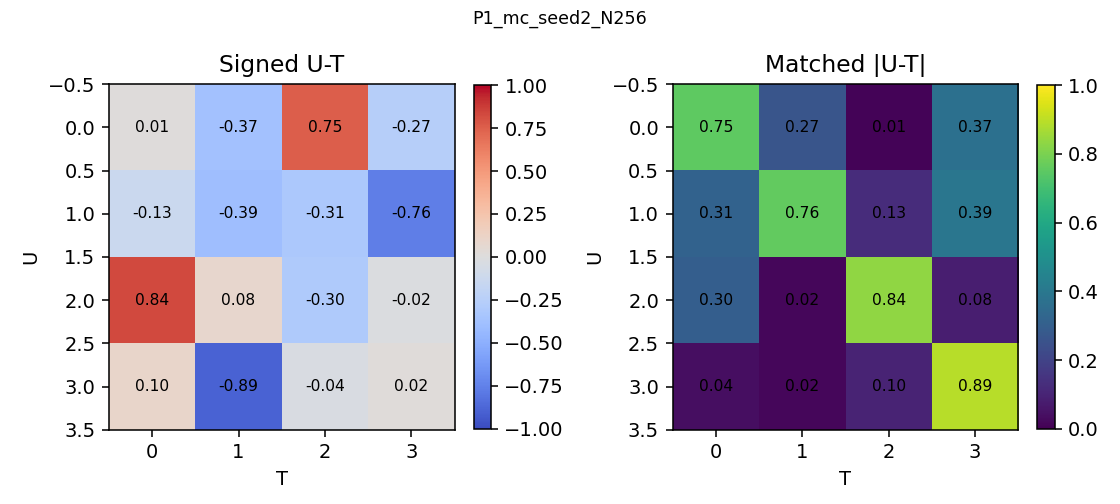 P1_mc_seed2_N256
Signed U-T
−0.5
0.0
0.5
1.0
1.5
2.0
2.5
3.0
3.5
U
0.01 -0.37 0.75 -0.27
-0.13 -0.39 -0.31 -0.76
0.84 0.08 -0.30 -0.02
0.10 -0.89 -0.04 0.02
0 1 2 3
T
1.00
0.75
0.50
0.25
0.00
−0.25
−0.50
−0.75
−1.00
Matched |U-T|
−0.5
0.0
0.5
1.0
1.5
2.0
2.5
3.0
3.5
U
0.75 0.27 0.01 0.37
0.31 0.76 0.13 0.39
0.30 0.02 0.84 0.08
0.04 0.02 0.10 0.89
0 1 2 3
T
1.0
0.8
0.6
0.4
0.2
0.0